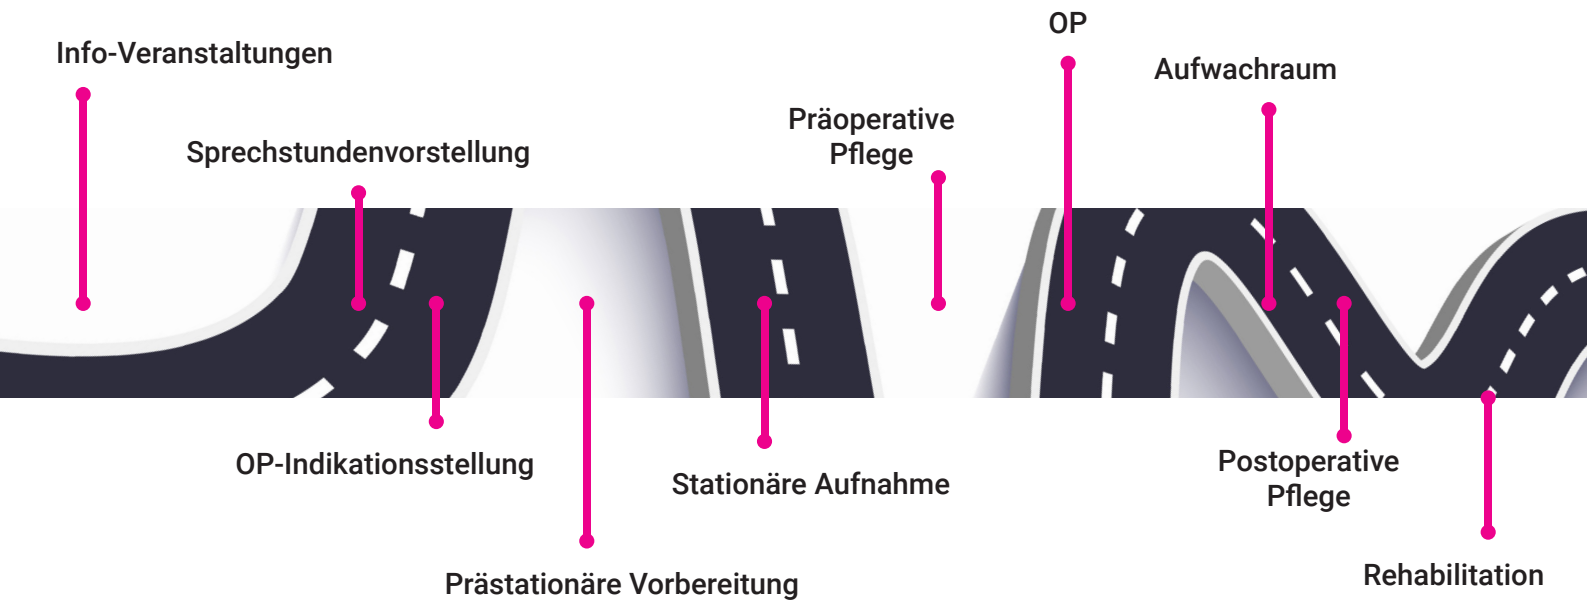 Info-Veranstaltungen
Sprechstundenvorstellung
OP-Indikationsstellung
Prästationäre Vorbereitung
Stationäre Aufnahme
Präoperative
Pflege
OP
Aufwachraum
Postoperative
Pflege
Rehabilitation